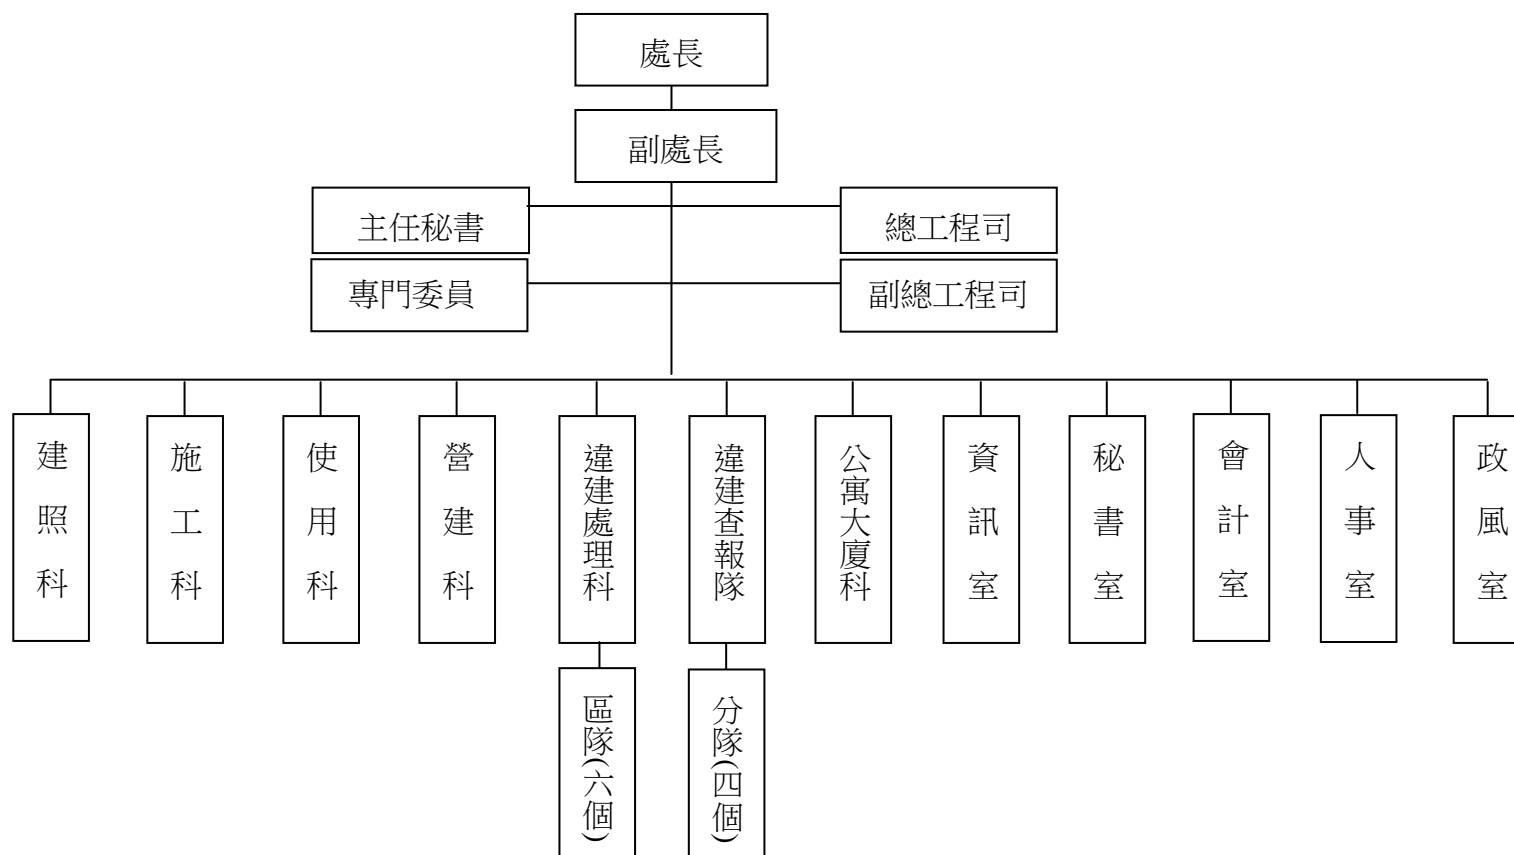 處長
副處長
主任秘書
總工程司
專門委員
副總工程司
建照科
施工科
使用科
營建科
違建處理科
違建查報隊
公寓大廈科
資訊室
秘書室
會計室
人事室
政風室
區隊(六個)
分隊(四個)